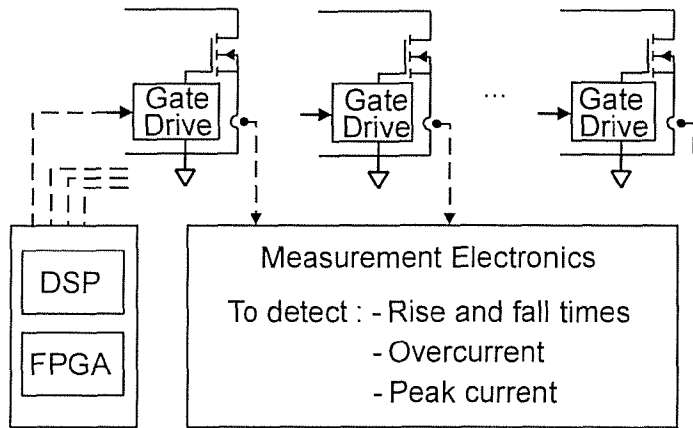 Gate
Drive
Gate
Drive
...
Gate
Drive
DSP
FPGA
Measurement Electronics
To detect : - Rise and fall times
- Overcurrent
- Peak current